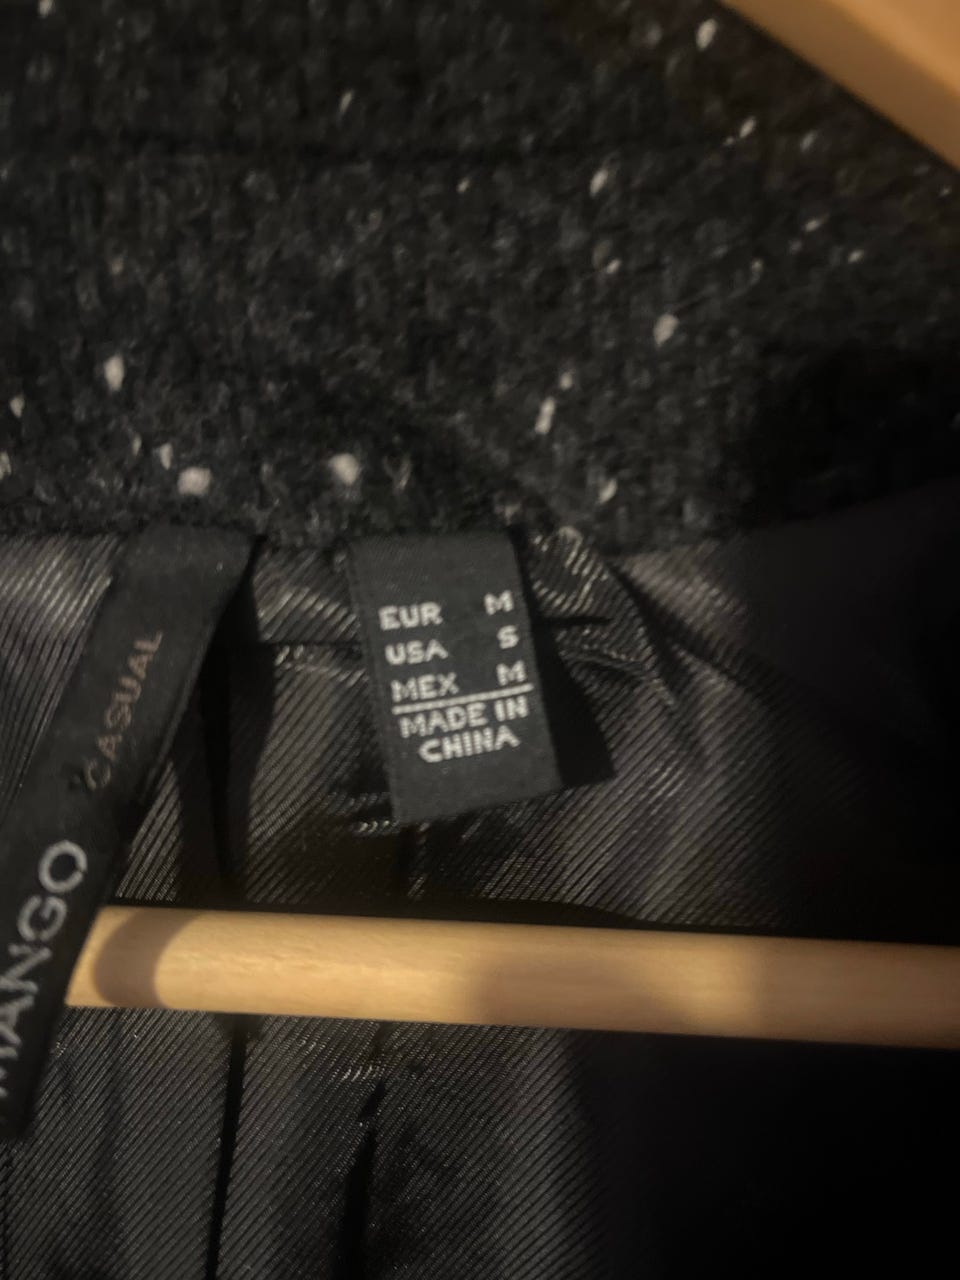 MANGO
CASUAL
EUR M
USA S
MEX M
MADE IN
CHINA